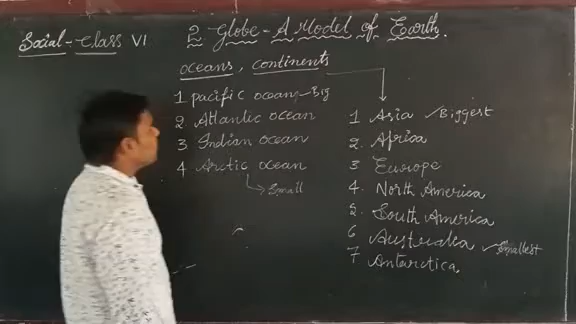 Social - Class VI
2. Globe - A Model of Earth.
oceans, continents
1 pacific ocean - Big
2 Atlantic ocean
3 Indian ocean
4 Arctic ocean
Small
1 Asia Biggest
2. Africa
3 Europe
4. North America
5. South America
6 Australia Smallest
7 Antarctica